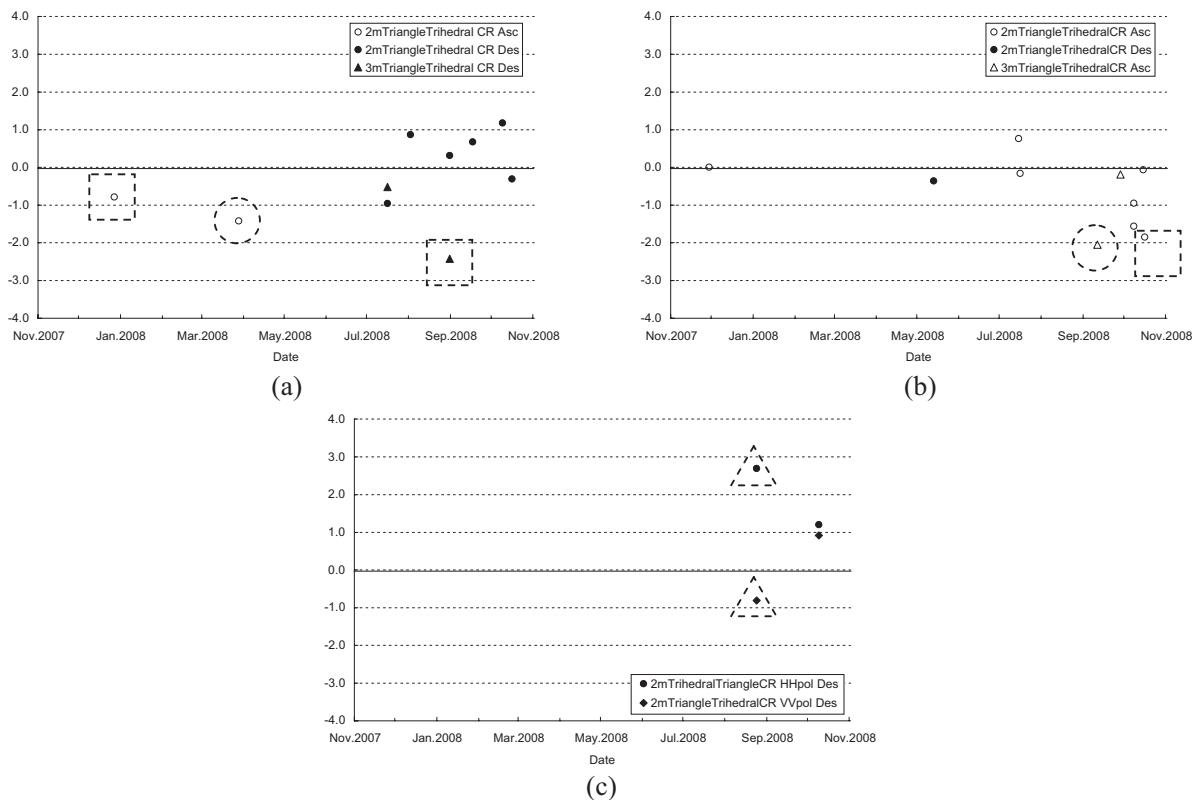 4.0
3.0
2.0
1.0
0.0
-1.0
-2.0
-3.0
-4.0
2mTriangleTrihedral CR Asc
2mTriangleTrihedral CR Des
3mTriangleTrihedral CR Des
Nov.2007 Jan.2008 Mar.2008 May.2008 Jul.2008 Sep.2008 Nov.2008
Date
(a)
4.0
3.0
2.0
1.0
0.0
-1.0
-2.0
-3.0
-4.0
2mTriangleTrihedralCR Asc
2mTriangleTrihedralCR Des
3mTriangleTrihedralCR Asc
Nov.2007 Jan.2008 Mar.2008 May.2008 Jul.2008 Sep.2008 Nov.2008
Date
(b)
4.0
3.0
2.0
1.0
0.0
-1.0
-2.0
-3.0
-4.0
2mTrihedralTriangleCR HHpol Des
2mTriangleTrihedralCR VVpol Des
Nov.2007 Jan.2008 Mar.2008 May.2008 Jul.2008 Sep.2008 Nov.2008
Date
(c)